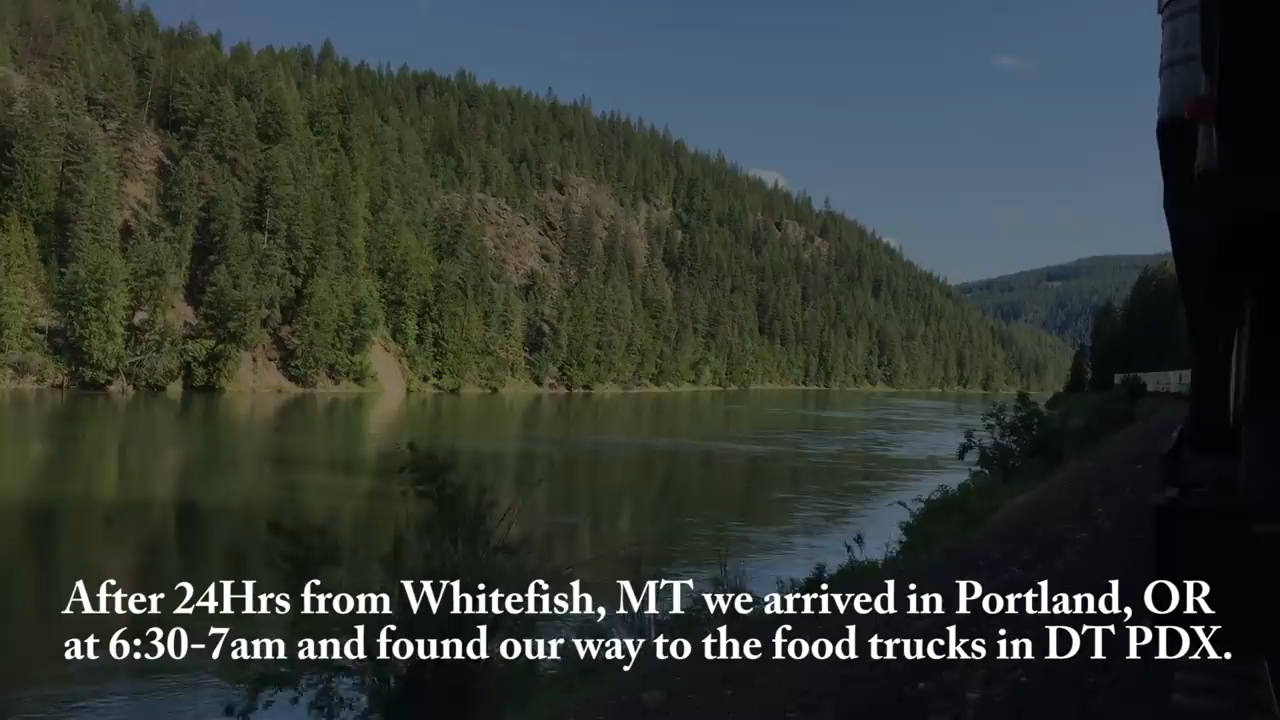 After 24Hrs from Whitefish, MT we arrived in Portland, OR
at 6:30-7am and found our way to the food trucks in DT PDX.